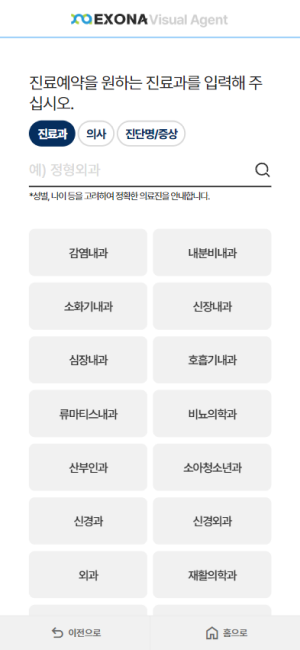 EXONA Visual Agent
진료예약을 원하는 진료과를 입력해 주
십시오.
진료과 의사 진단명/증상
예) 정형외과
*성별, 나이 등을 고려하여 정확한 의료진을 안내합니다.
감염내과 내분비내과
소화기내과 신장내과
심장내과 호흡기내과
류마티스내과 비뇨의학과
산부인과 소아청소년과
신경과 신경외과
외과 재활의학과
이전으로 홈으로